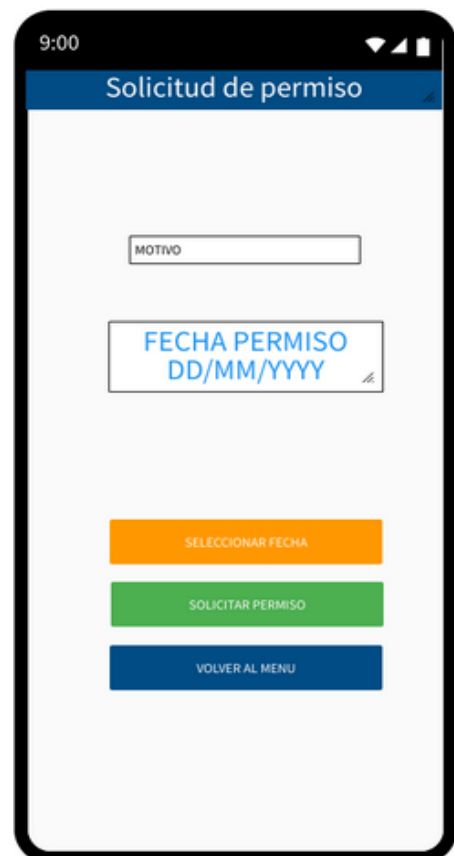 9:00
Solicitud de permiso
MOTIVO
FECHA PERMISO
DD/MM/YYYY
SELECCIONAR FECHA
SOLICITAR PERMISO
VOLVER AL MENU